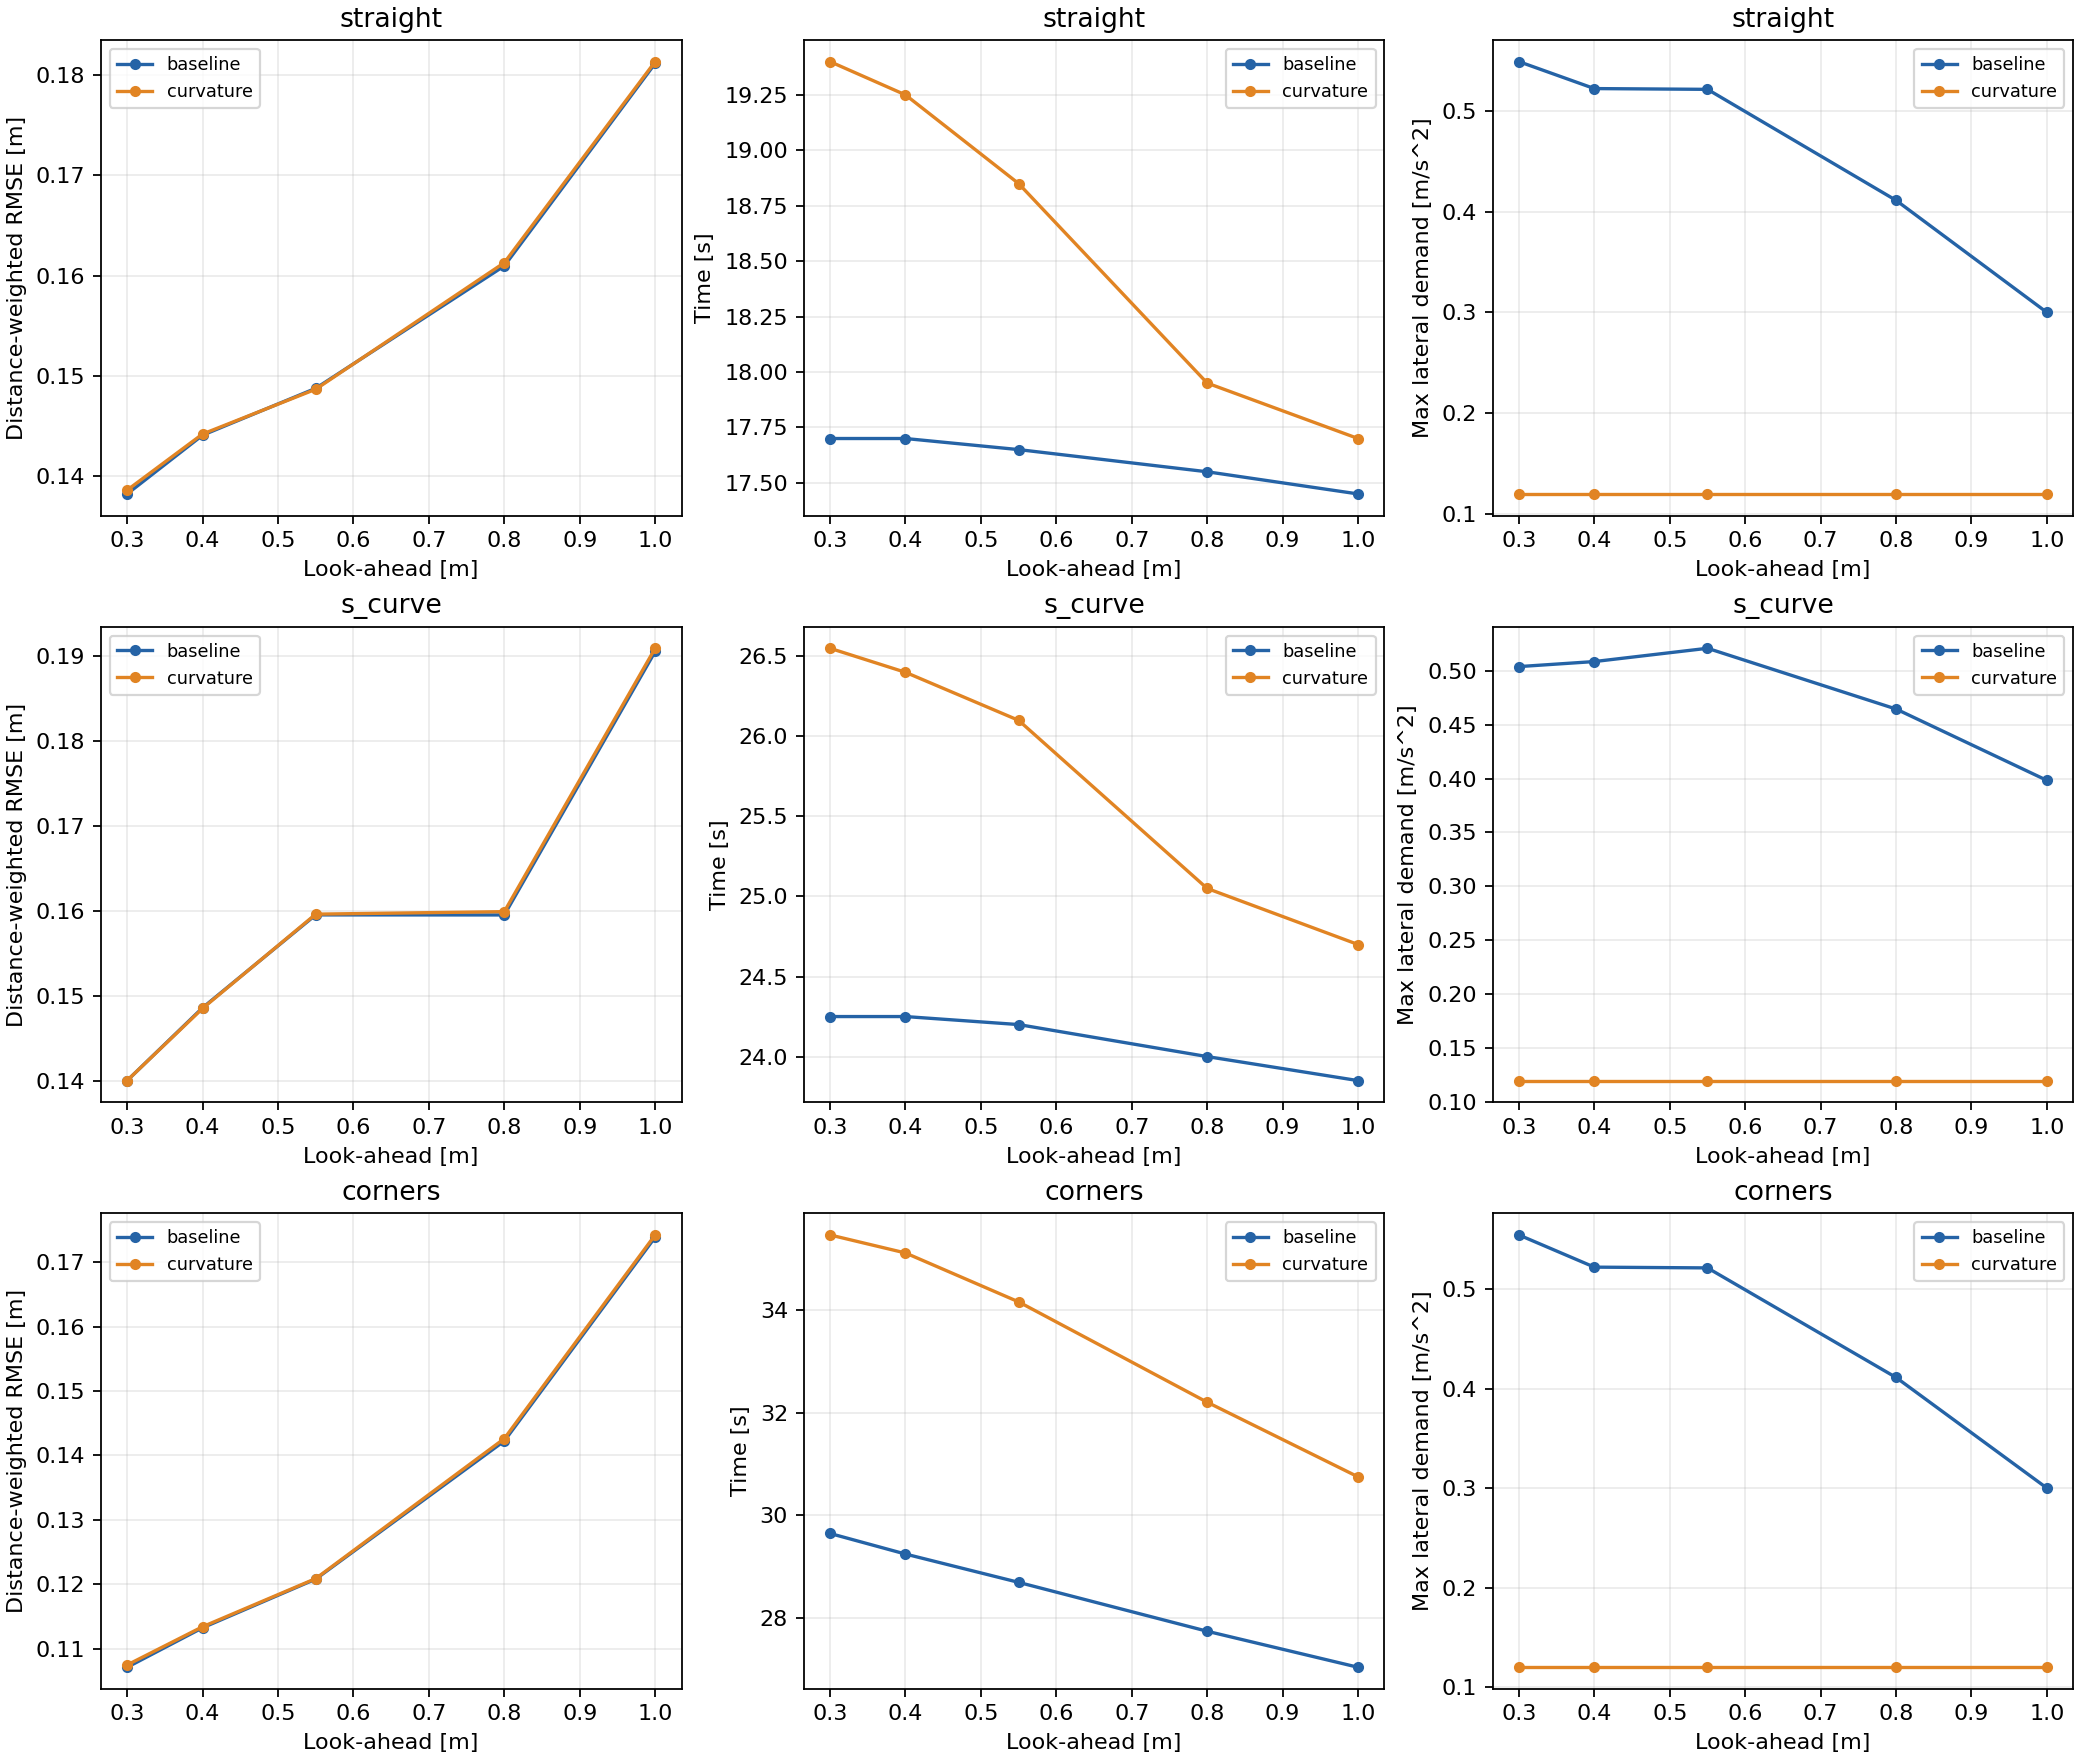 straight
baseline
curvature
Distance-weighted RMSE [m]
0.18
0.17
0.16
0.15
0.14
0.3 0.4 0.5 0.6 0.7 0.8 0.9 1.0
Look-ahead [m]
straight
baseline
curvature
Time [s]
19.25
19.00
18.75
18.50
18.25
18.00
17.75
17.50
0.3 0.4 0.5 0.6 0.7 0.8 0.9 1.0
Look-ahead [m]
straight
baseline
curvature
Max lateral demand [m/s^2]
0.5
0.4
0.3
0.2
0.1
0.3 0.4 0.5 0.6 0.7 0.8 0.9 1.0
Look-ahead [m]
s_curve
baseline
curvature
Distance-weighted RMSE [m]
0.19
0.18
0.17
0.16
0.15
0.14
0.3 0.4 0.5 0.6 0.7 0.8 0.9 1.0
Look-ahead [m]
s_curve
baseline
curvature
Time [s]
26.5
26.0
25.5
25.0
24.5
24.0
0.3 0.4 0.5 0.6 0.7 0.8 0.9 1.0
Look-ahead [m]
s_curve
baseline
curvature
Max lateral demand [m/s^2]
0.50
0.45
0.40
0.35
0.30
0.25
0.20
0.15
0.10
0.3 0.4 0.5 0.6 0.7 0.8 0.9 1.0
Look-ahead [m]
corners
baseline
curvature
Distance-weighted RMSE [m]
0.17
0.16
0.15
0.14
0.13
0.12
0.11
0.3 0.4 0.5 0.6 0.7 0.8 0.9 1.0
Look-ahead [m]
corners
baseline
curvature
Time [s]
34
32
30
28
0.3 0.4 0.5 0.6 0.7 0.8 0.9 1.0
Look-ahead [m]
corners
baseline
curvature
Max lateral demand [m/s^2]
0.5
0.4
0.3
0.2
0.1
0.3 0.4 0.5 0.6 0.7 0.8 0.9 1.0
Look-ahead [m]